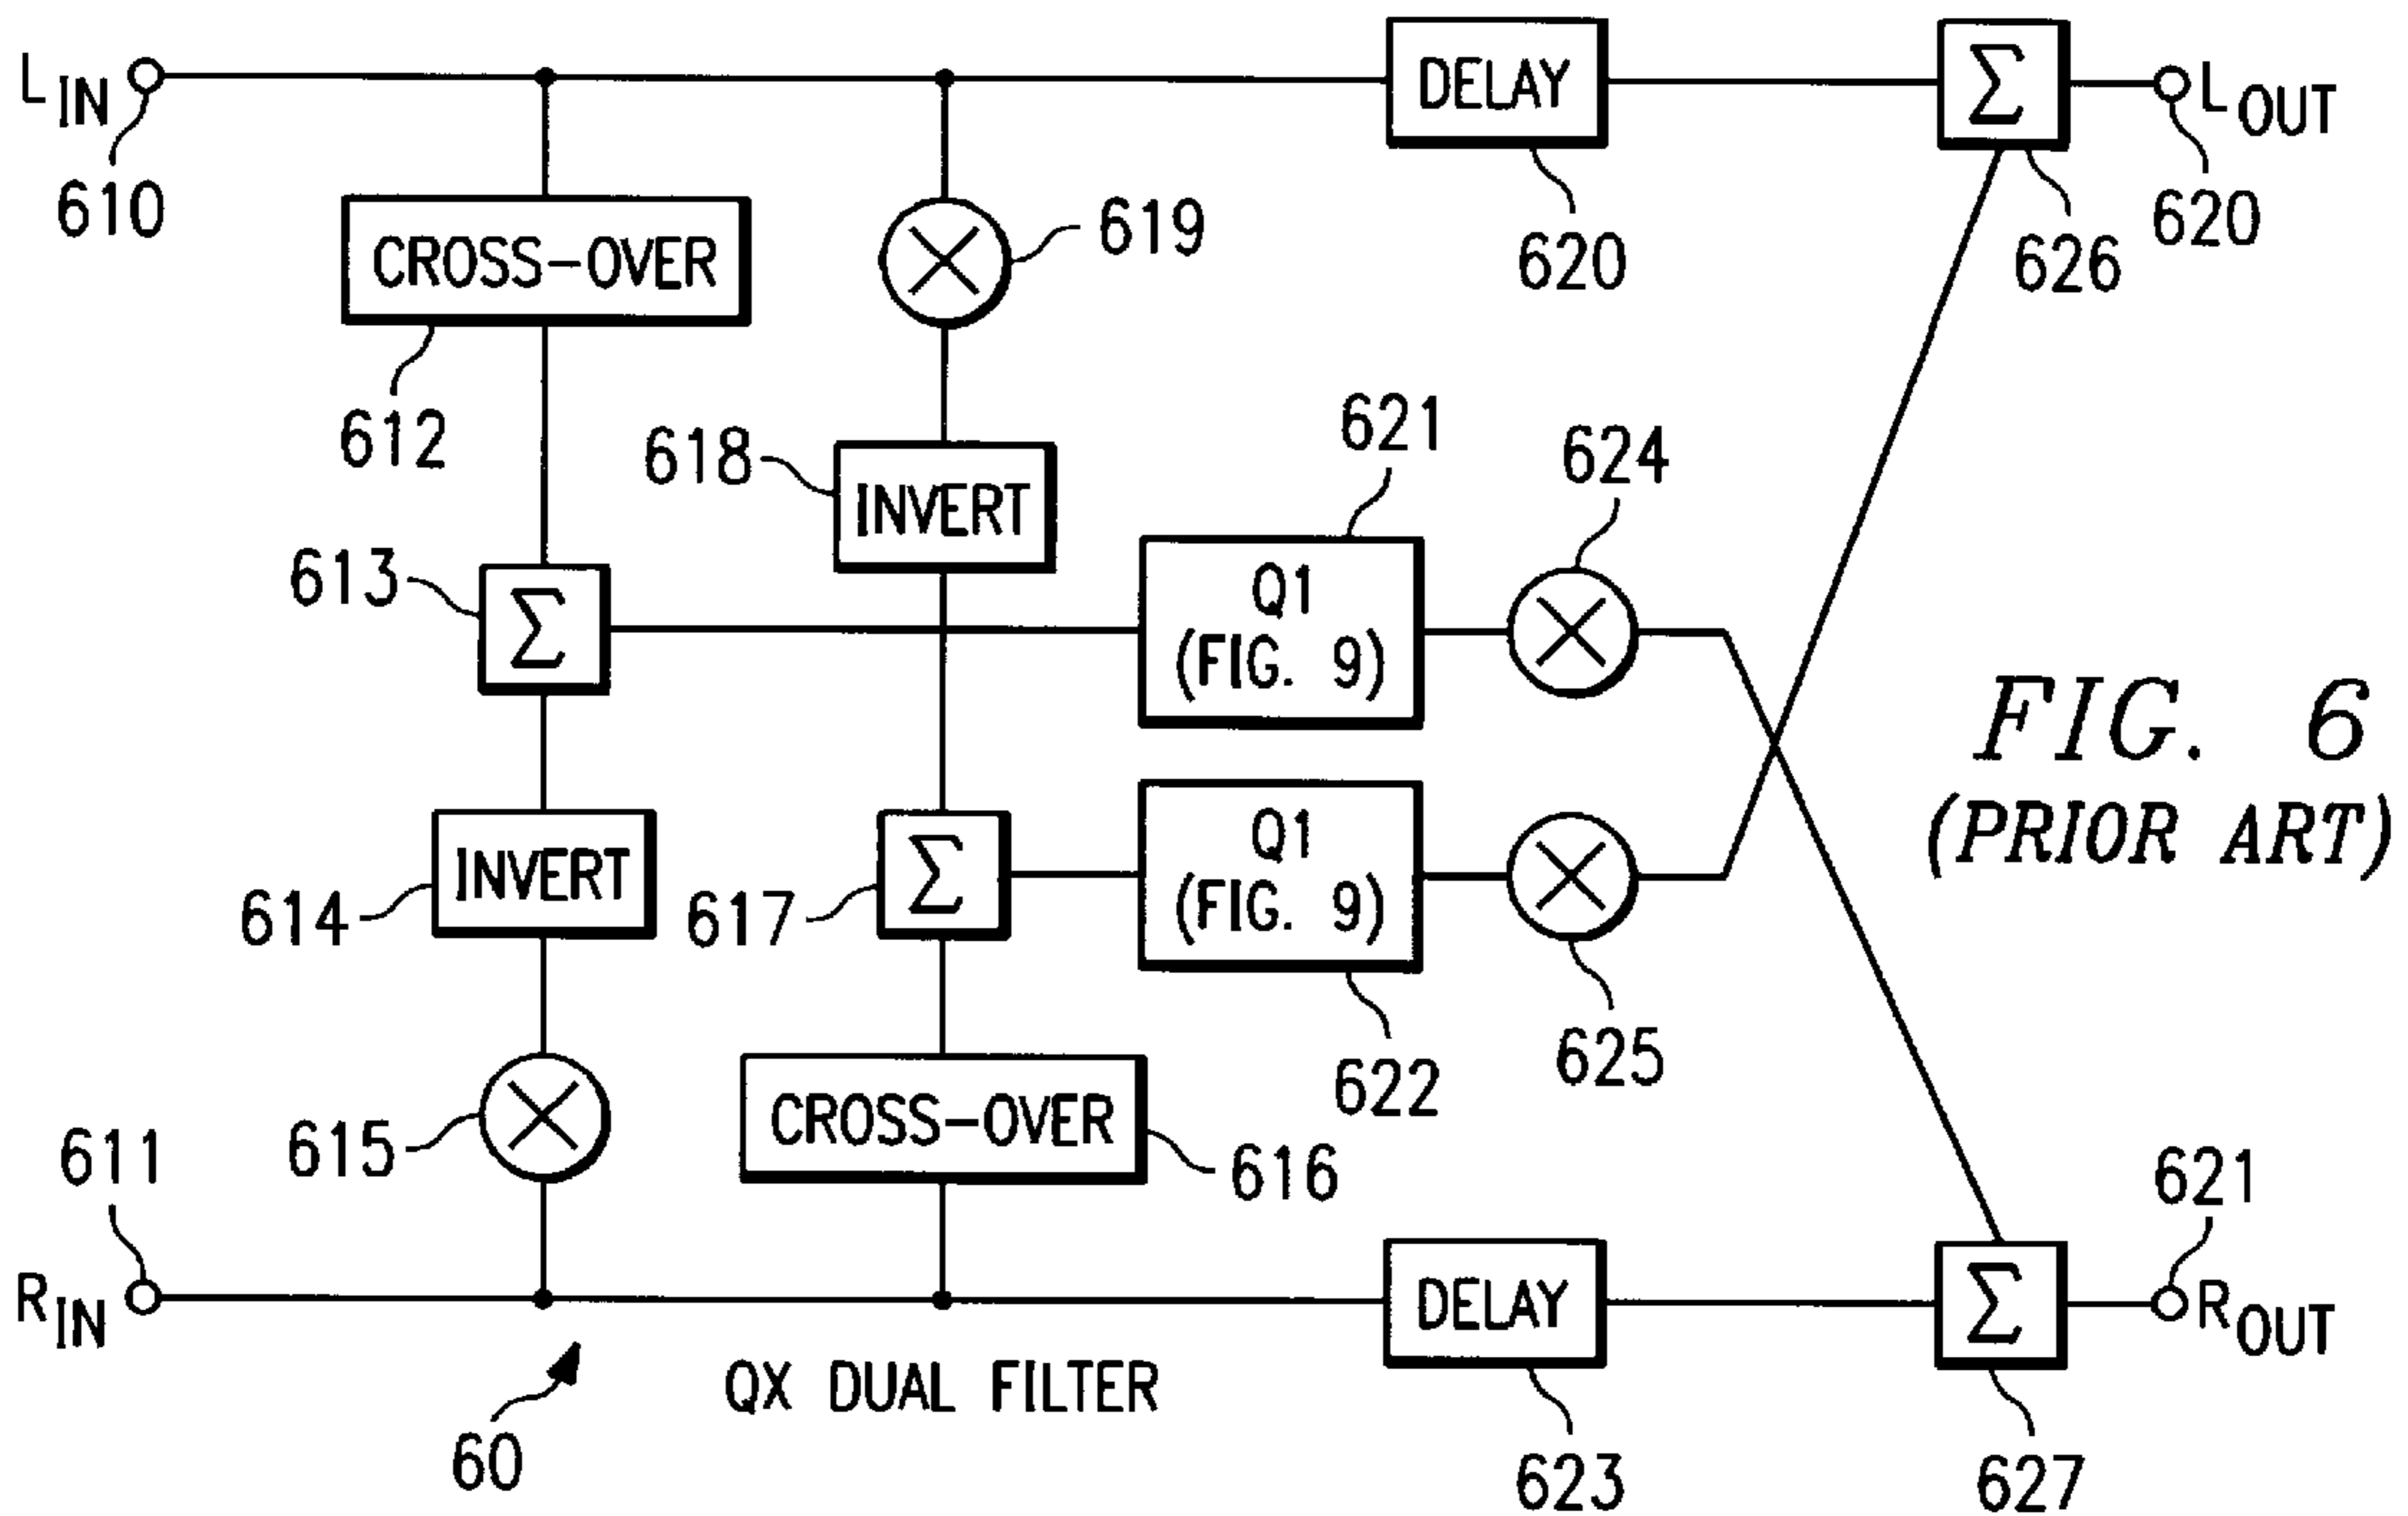 L IN
610
CROSS-OVER
612
619
DELAY
620
Σ
626
L OUT
620
618
INVERT
613
Σ
621
Q1
(FIG. 9)
624
614
INVERT
617
Σ
Q1
(FIG. 9)
622
625
FIG. 6
(PRIOR ART)
615
CROSS-OVER
616
611
R IN
DELAY
623
Σ
627
621
R OUT
60
QX DUAL FILTER